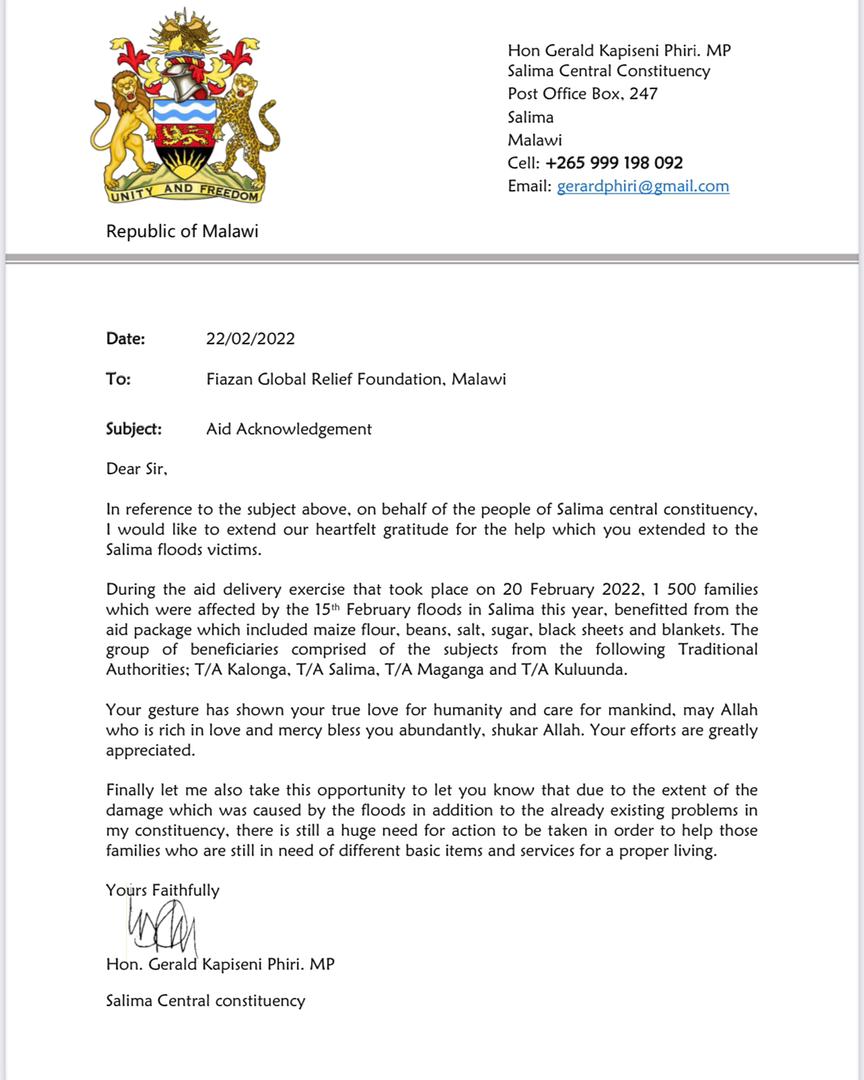 UNITY AND FREEDOM
Republic of Malawi
Hon Gerald Kapiseni Phiri. MP
Salima Central Constituency
Post Office Box, 247
Salima
Malawi
Cell: +265 999 198 092
Email: gerardphiri@gmail.com
Date: 22/02/2022
To: Fiazan Global Relief Foundation, Malawi
Subject: Aid Acknowledgement
Dear Sir,
In reference to the subject above, on behalf of the people of Salima central constituency,
I would like to extend our heartfelt gratitude for the help which you extended to the
Salima floods victims.
During the aid delivery exercise that took place on 20 February 2022, 1 500 families
which were affected by the 15th February floods in Salima this year, benefitted from the
aid package which included maize flour, beans, salt, sugar, black sheets and blankets. The
group of beneficiaries comprised of the subjects from the following Traditional
Authorities; T/A Kalonga, T/A Salima, T/A Maganga and T/A Kuluunda.
Your gesture has shown your true love for humanity and care for mankind, may Allah
who is rich in love and mercy bless you abundantly, shukar Allah. Your efforts are greatly
appreciated.
Finally let me also take this opportunity to let you know that due to the extent of the
damage which was caused by the floods in addition to the already existing problems in
my constituency, there is still a huge need for action to be taken in order to help those
families who are still in need of different basic items and services for a proper living.
Yours Faithfully
Hon. Gerald Kapiseni Phiri. MP
Salima Central constituency